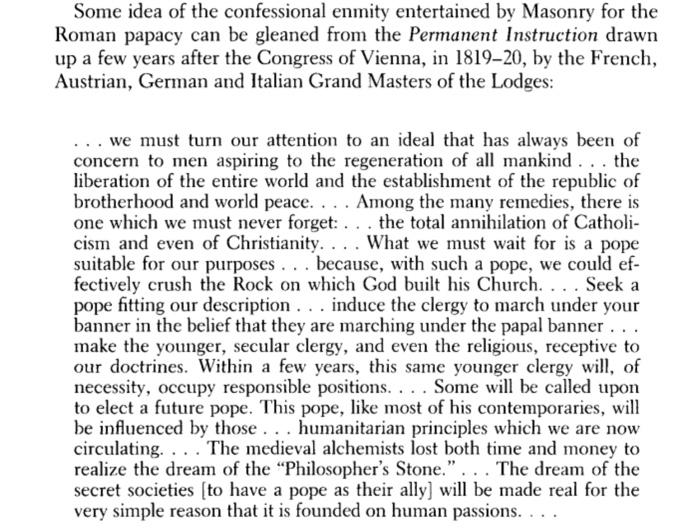 Some idea of the confessional enmity entertained by Masonry for the
Roman papacy can be gleaned from the Permanent Instruction drawn
up a few years after the Congress of Vienna, in 1819–20, by the French,
Austrian, German and Italian Grand Masters of the Lodges:
. . . we must turn our attention to an ideal that has always been of
concern to men aspiring to the regeneration of all mankind . . . the
liberation of the entire world and the establishment of the republic of
brotherhood and world peace. . . . Among the many remedies, there is
one which we must never forget: . . . the total annihilation of Catholi-
cism and even of Christianity. . . . What we must wait for is a pope
suitable for our purposes . . . because, with such a pope, we could ef-
fectively crush the Rock on which God built his Church. . . . Seek a
pope fitting our description . . . induce the clergy to march under your
banner in the belief that they are marching under the papal banner . . .
make the younger, secular clergy, and even the religious, receptive to
our doctrines. Within a few years, this same younger clergy will, of
necessity, occupy responsible positions. . . . Some will be called upon
to elect a future pope. This pope, like most of his contemporaries, will
be influenced by those . . . humanitarian principles which we are now
circulating. . . . The medieval alchemists lost both time and money to
realize the dream of the “Philosopher’s Stone.” . . . The dream of the
secret societies [to have a pope as their ally] will be made real for the
very simple reason that it is founded on human passions. . . .